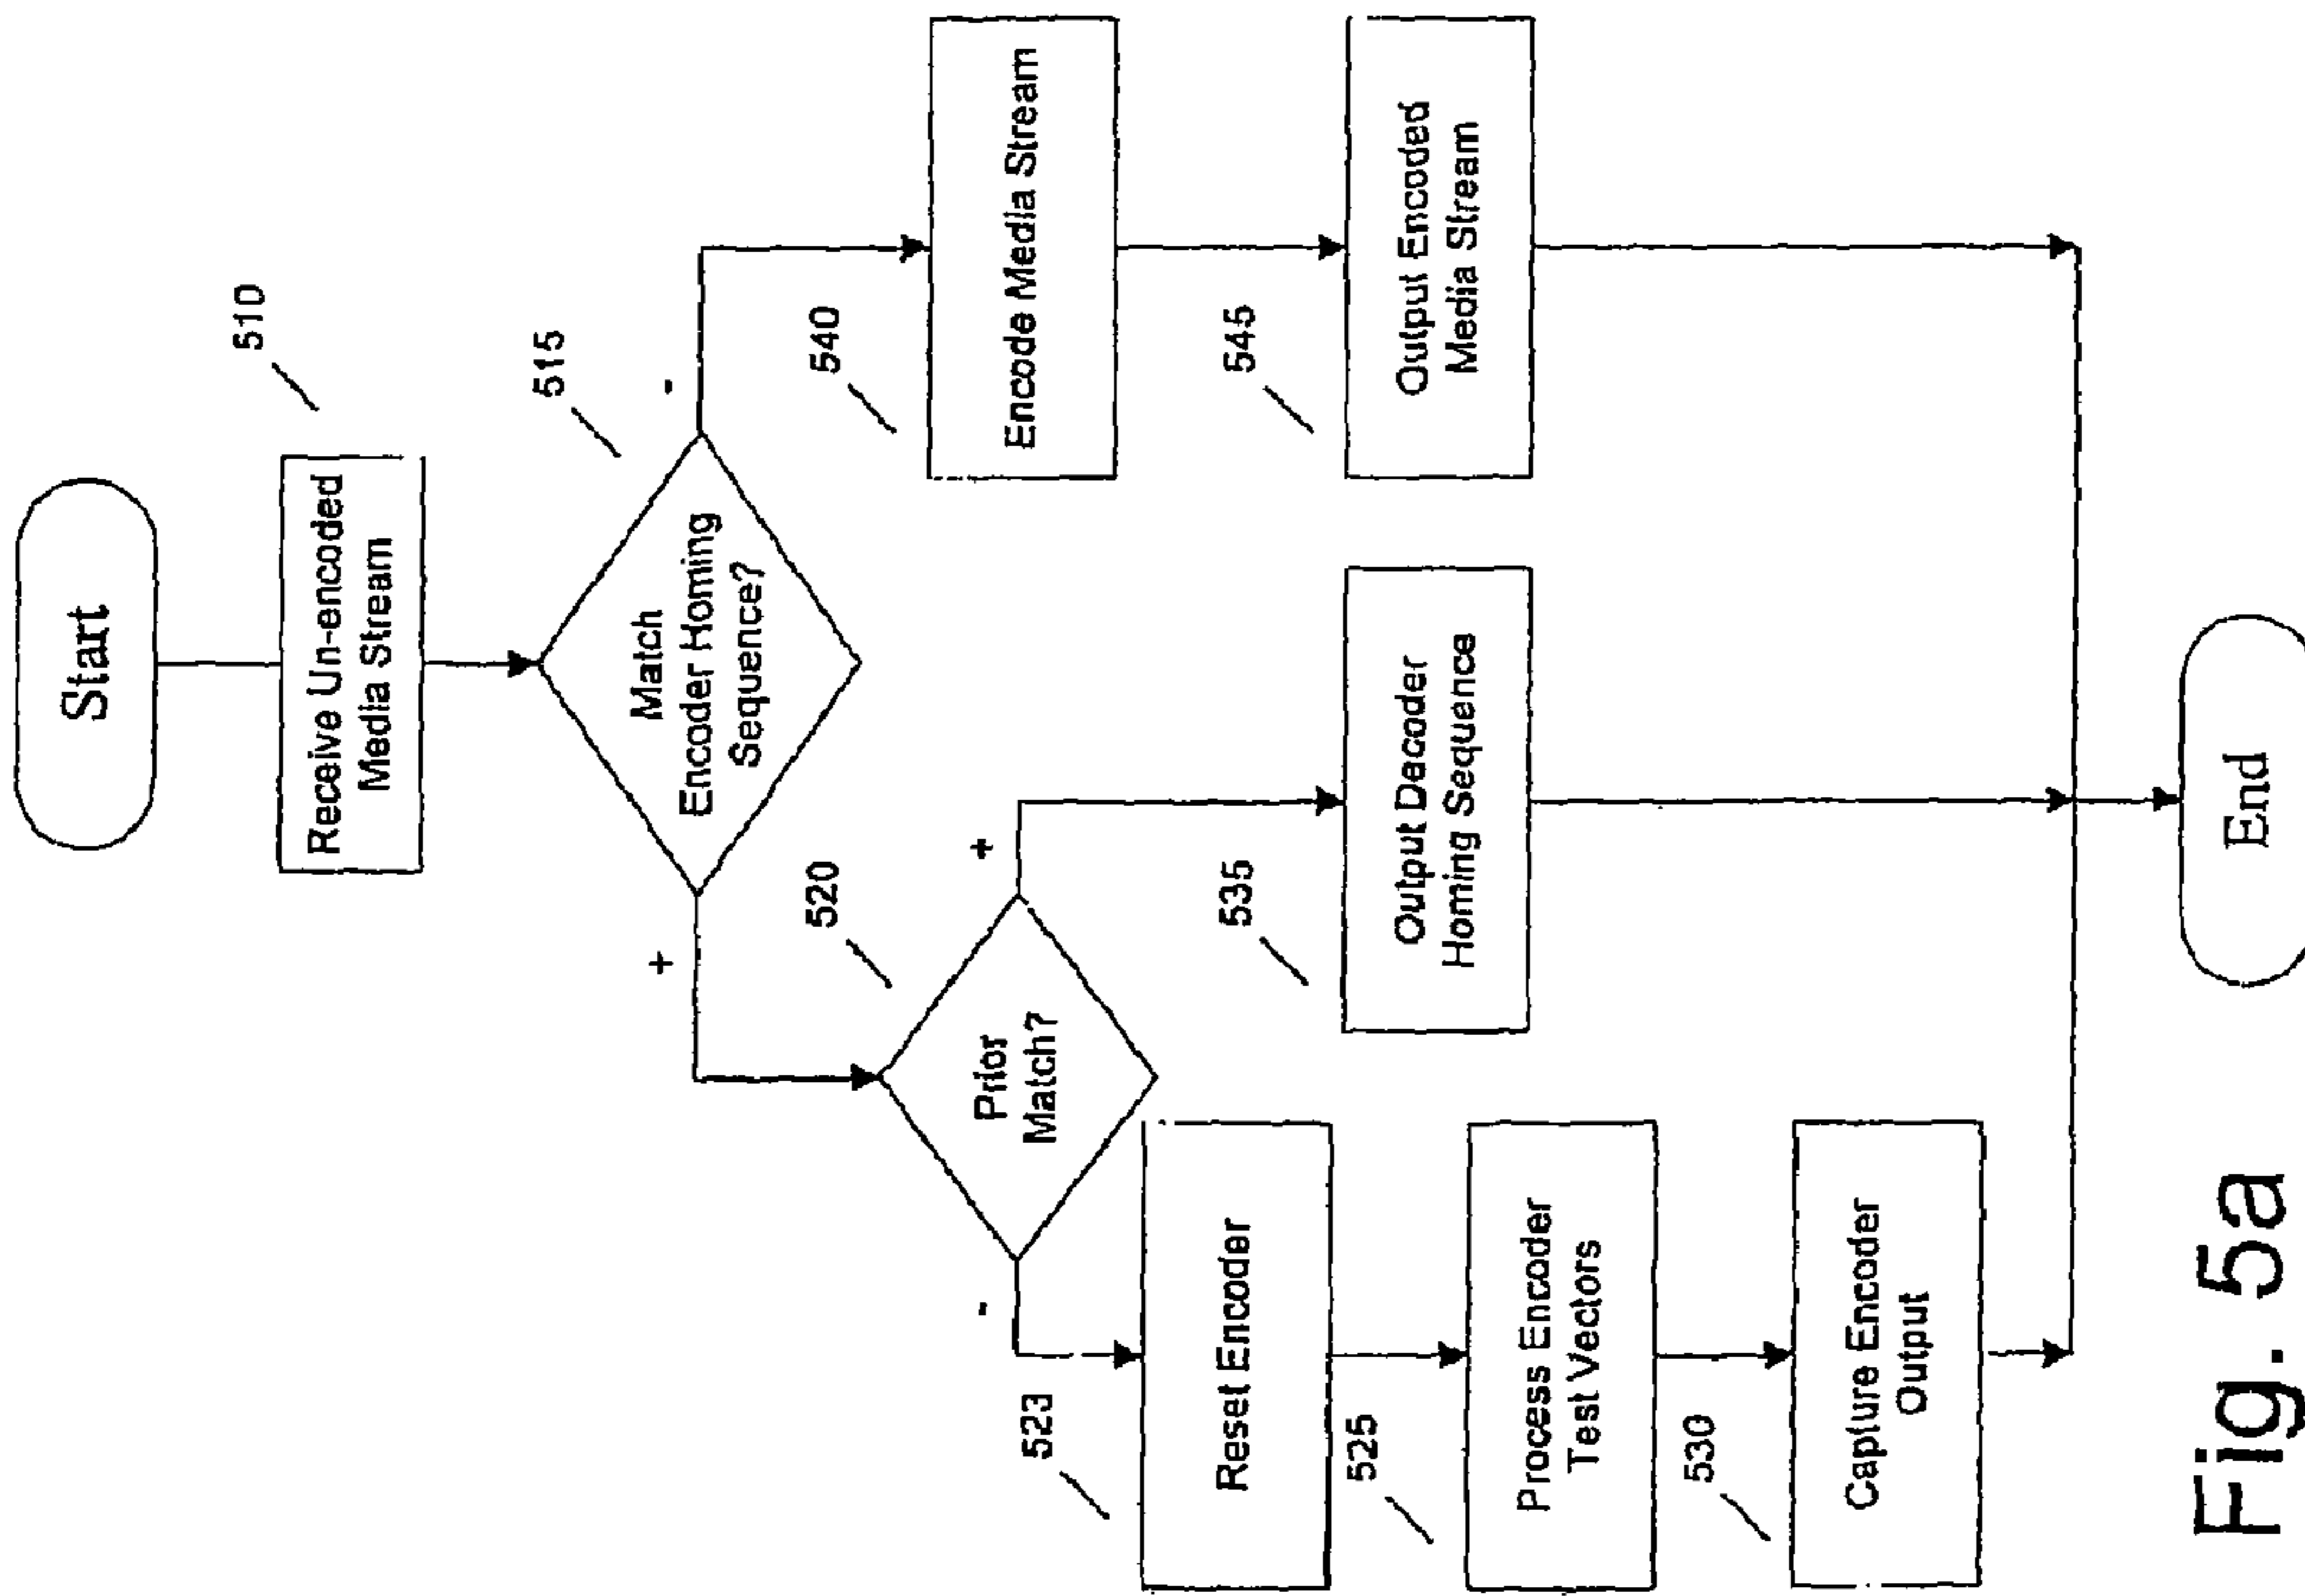 Start
510
Receive Un-encoded
Media Stream
515
Match
Encoder Homing
Sequence?
+
-
520
Prior
Match?
-
+
540
Encode Media Stream
523
Reset Encoder
535
Output Decoder
Homing Sequence
545
Output Encoded
Media Stream
525
Process Encoder
Test Vectors
530
Capture Encoder
Output
End
Fig. 5a